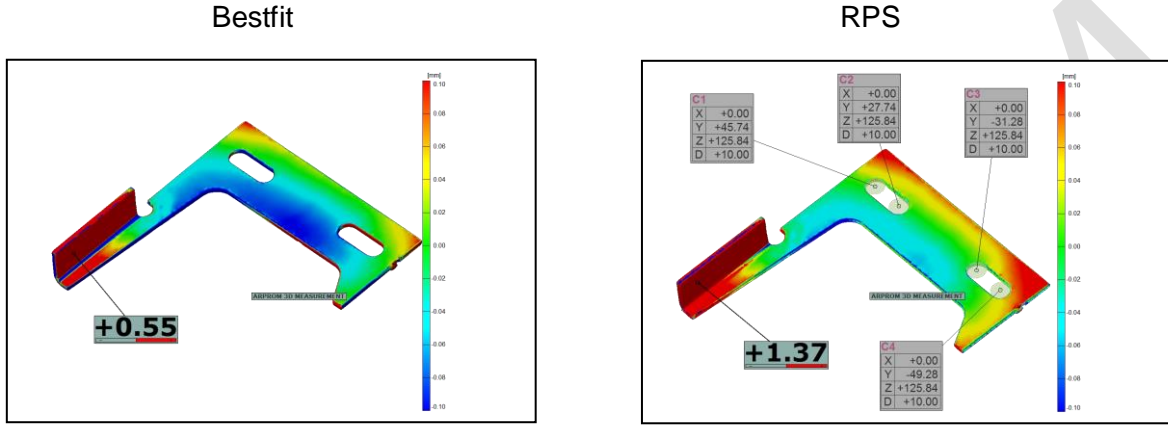 Bestfit
[mm]
0.10
0.08
0.06
0.04
0.02
0.00
-0.02
-0.04
-0.06
-0.08
-0.10
ARPROM 3D MEASUREMENT
+0.55
RPS
C1
X +0.00
Y +45.74
Z +125.84
D +10.00
C2
X +0.00
Y +27.74
Z +125.84
D +10.00
C3
X +0.00
Y -31.28
Z +125.84
D +10.00
[mm]
0.10
0.08
0.06
0.04
0.02
0.00
-0.02
-0.04
-0.06
-0.08
-0.10
ARPROM 3D MEASUREMENT
+1.37
C4
X +0.00
Y -49.28
Z +125.84
D +10.00